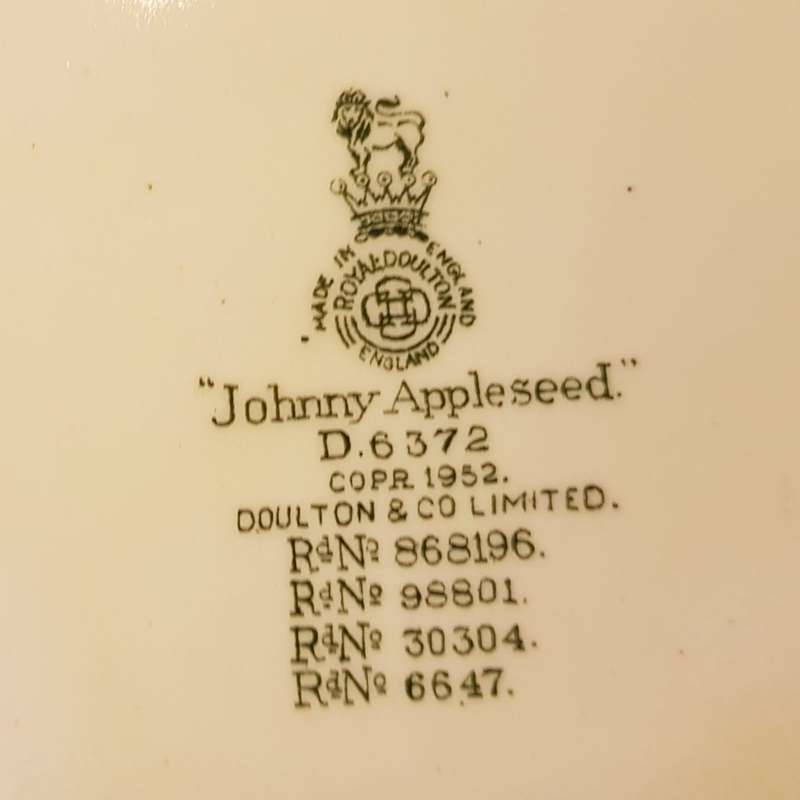 MADE IN ENGLAND
ROYAL DOULTON
ENGLAND
"Johnny Appleseed."
D.6372
COPR. 1952.
DOULTON & CO LIMITED.
Rd No 868196.
Rd No 98801.
Rd No 30304.
Rd No 6647.